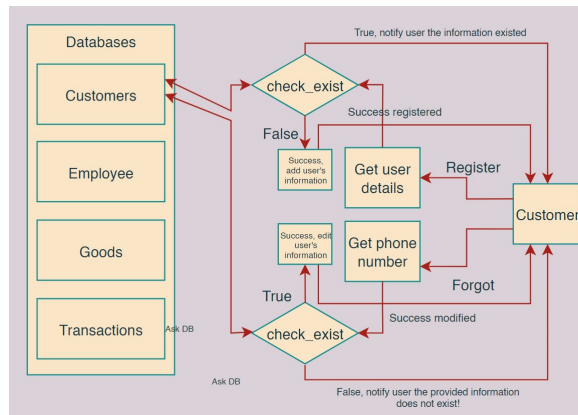 Databases
Customers
Employee
Goods
Transactions
Ask DB
Ask DB
True, notify user the information existed
check_exist
False
Success registered
Success,
add user's
information
Get user
details
Register
Customer
Success, edit
user's
information
Get phone
number
Forgot
True
Success modified
check_exist
False, notify user the provided information
does not exist!